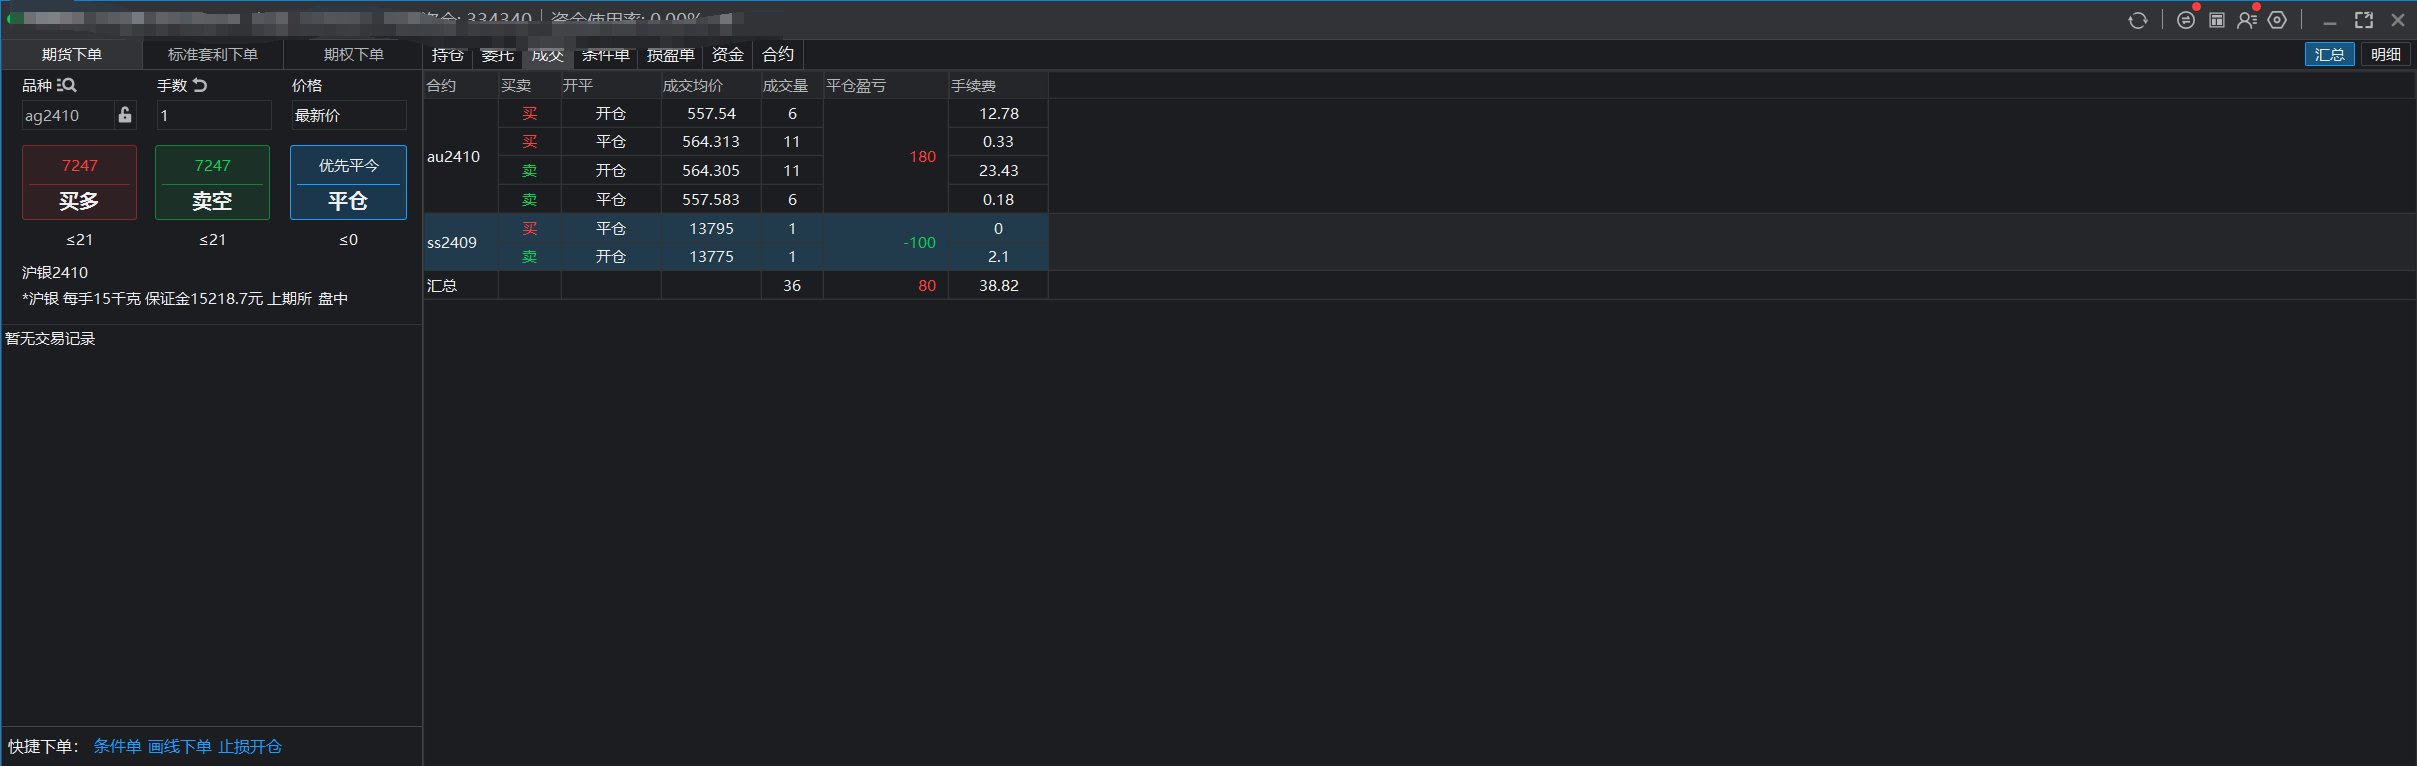 资金: 334340 | 资金使用率: 0.00%
期货下单 标准套利下单 期权下单
持仓 委托 成交 条件单 损盈单 资金 合约
汇总 明细
品种 手数 价格
ag2410 1 最新价
7247 7247 优先平今
买多 卖空 平仓
≤21 ≤21 ≤0
沪银2410
*沪银 每手15千克 保证金15218.7元 上期所 盘中
暂无交易记录
快捷下单: 条件单 画线下单 止损开仓
合约 买卖 开平 成交均价 成交量 平仓盈亏 手续费
au2410 180
买 开仓 557.54 6 12.78
买 平仓 564.313 11 0.33
卖 开仓 564.305 11 23.43
卖 平仓 557.583 6 0.18
ss2409 -100
买 平仓 13795 1 0
卖 开仓 13775 1 2.1
汇总 36 80 38.82